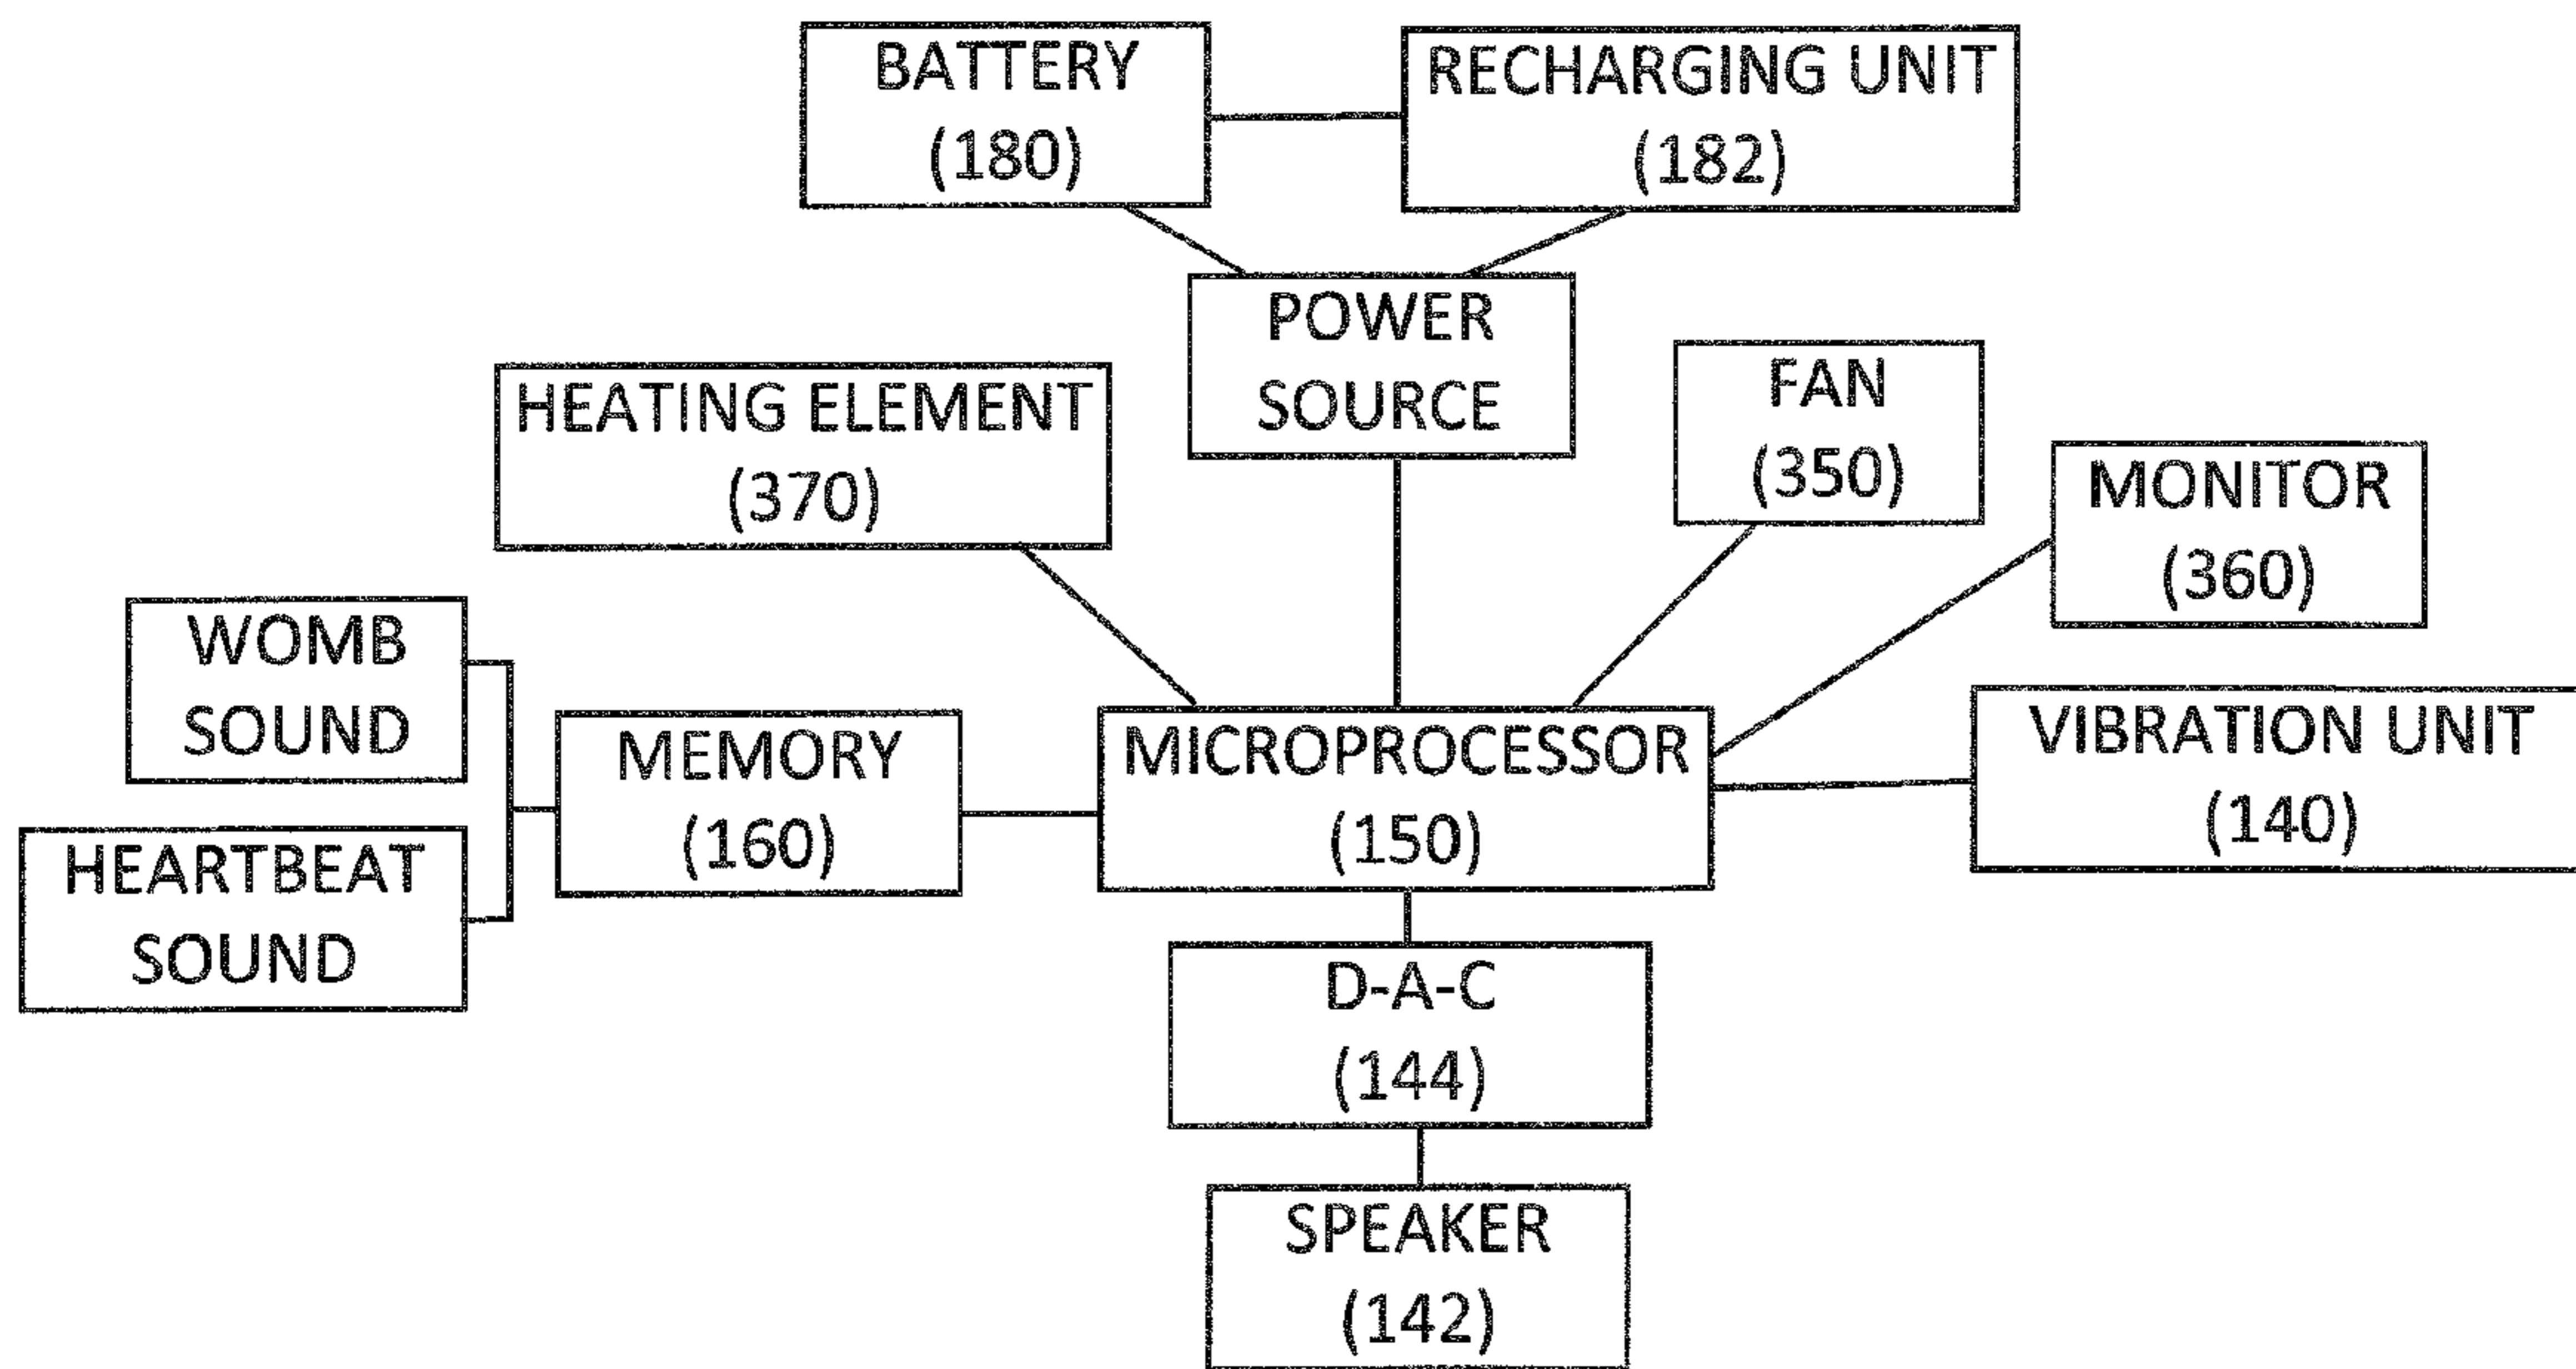 BATTERY
(180)
RECHARGING UNIT
(182)
POWER
SOURCE
HEATING ELEMENT
(370)
FAN
(350)
MONITOR
(360)
WOMB
SOUND
HEARTBEAT
SOUND
MEMORY
(160)
MICROPROCESSOR
(150)
VIBRATION UNIT
(140)
D-A-C
(144)
SPEAKER
(142)